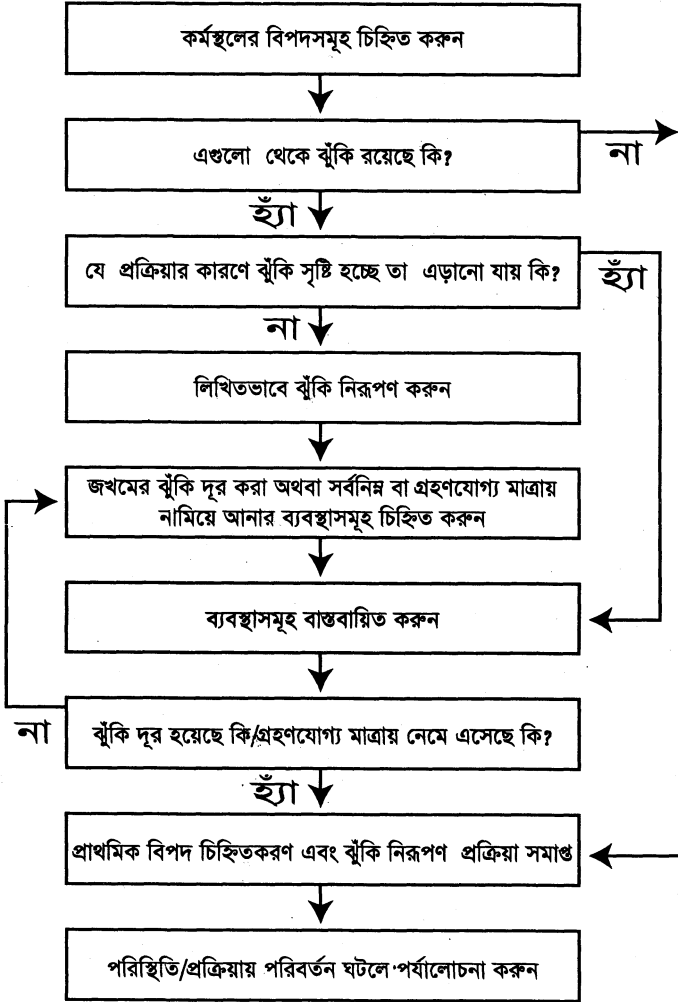 কর্মস্থলের বিপদসমূহ চিহ্নিত করুন
এগুলো থেকে ঝুঁকি রয়েছে কি?
না
হ্যাঁ
যে প্রক্রিয়ার কারণে ঝুঁকি সৃষ্টি হচ্ছে তা এড়ানো যায় কি?
হ্যাঁ
না
লিখিতভাবে ঝুঁকি নিরূপণ করুন
জখমের ঝুঁকি দূর করা অথবা সর্বনিম্ন বা গ্রহণযোগ্য মাত্রায়
নামিয়ে আনার ব্যবস্থাসমূহ চিহ্নিত করুন
ব্যবস্থাসমূহ বাস্তবায়িত করুন
না
ঝুঁকি দূর হয়েছে কি/গ্রহণযোগ্য মাত্রায় নেমে এসেছে কি?
হ্যাঁ
প্রাথমিক বিপদ চিহ্নিতকরণ এবং ঝুঁকি নিরূপণ প্রক্রিয়া সমাপ্ত
পরিস্থিতি/প্রক্রিয়ায় পরিবর্তন ঘটলে পর্যালোচনা করুন